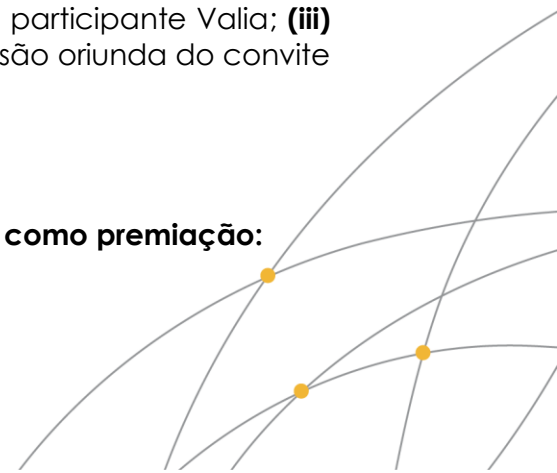 participante Valia; (iii)
são oriunda do convite
como premiação: